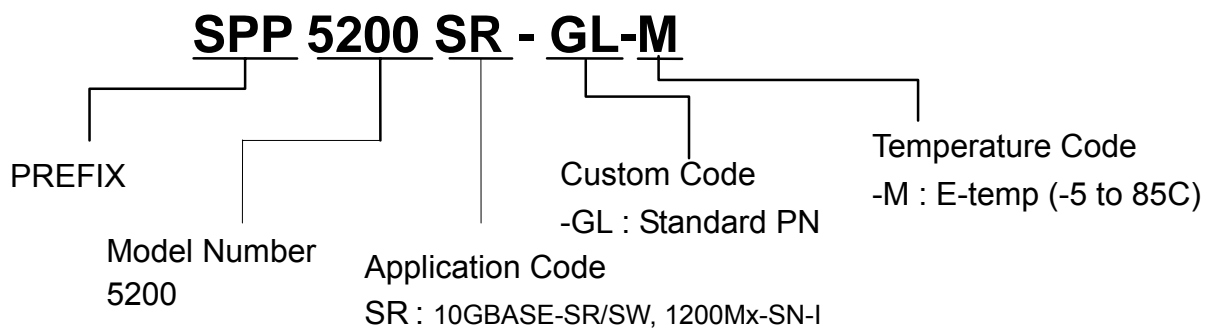 SPP 5200 SR - GL-M
PREFIX
Model Number
5200
Application Code
SR : 10GBASE-SR/SW, 1200Mx-SN-I
Custom Code
-GL : Standard PN
Temperature Code
-M : E-temp (-5 to 85C)